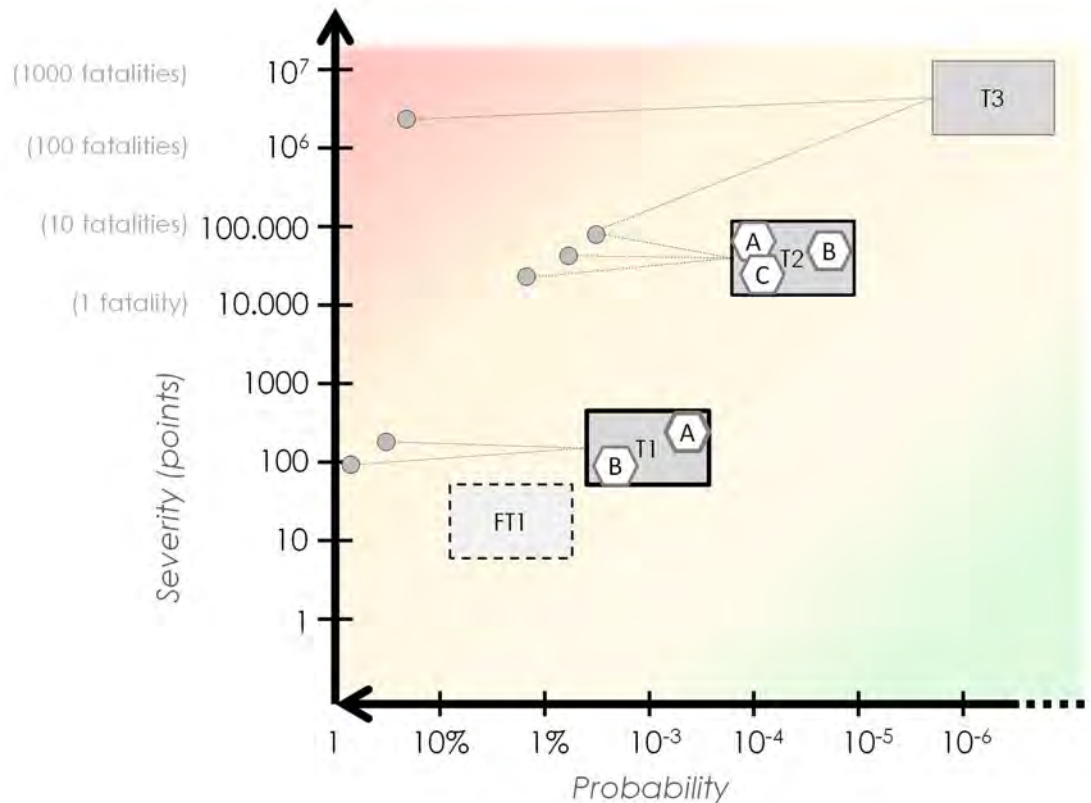 (1000 fatalities) 10⁷
T3
(100 fatalities) 10⁶
(10 fatalities) 100.000
A T2 B
C
(1 fatality) 10.000
1000
A
T1
B
100
FT1
10
1
Severity (points)
1 10% 1% 10⁻³ 10⁻⁴ 10⁻⁵ 10⁻⁶
Probability